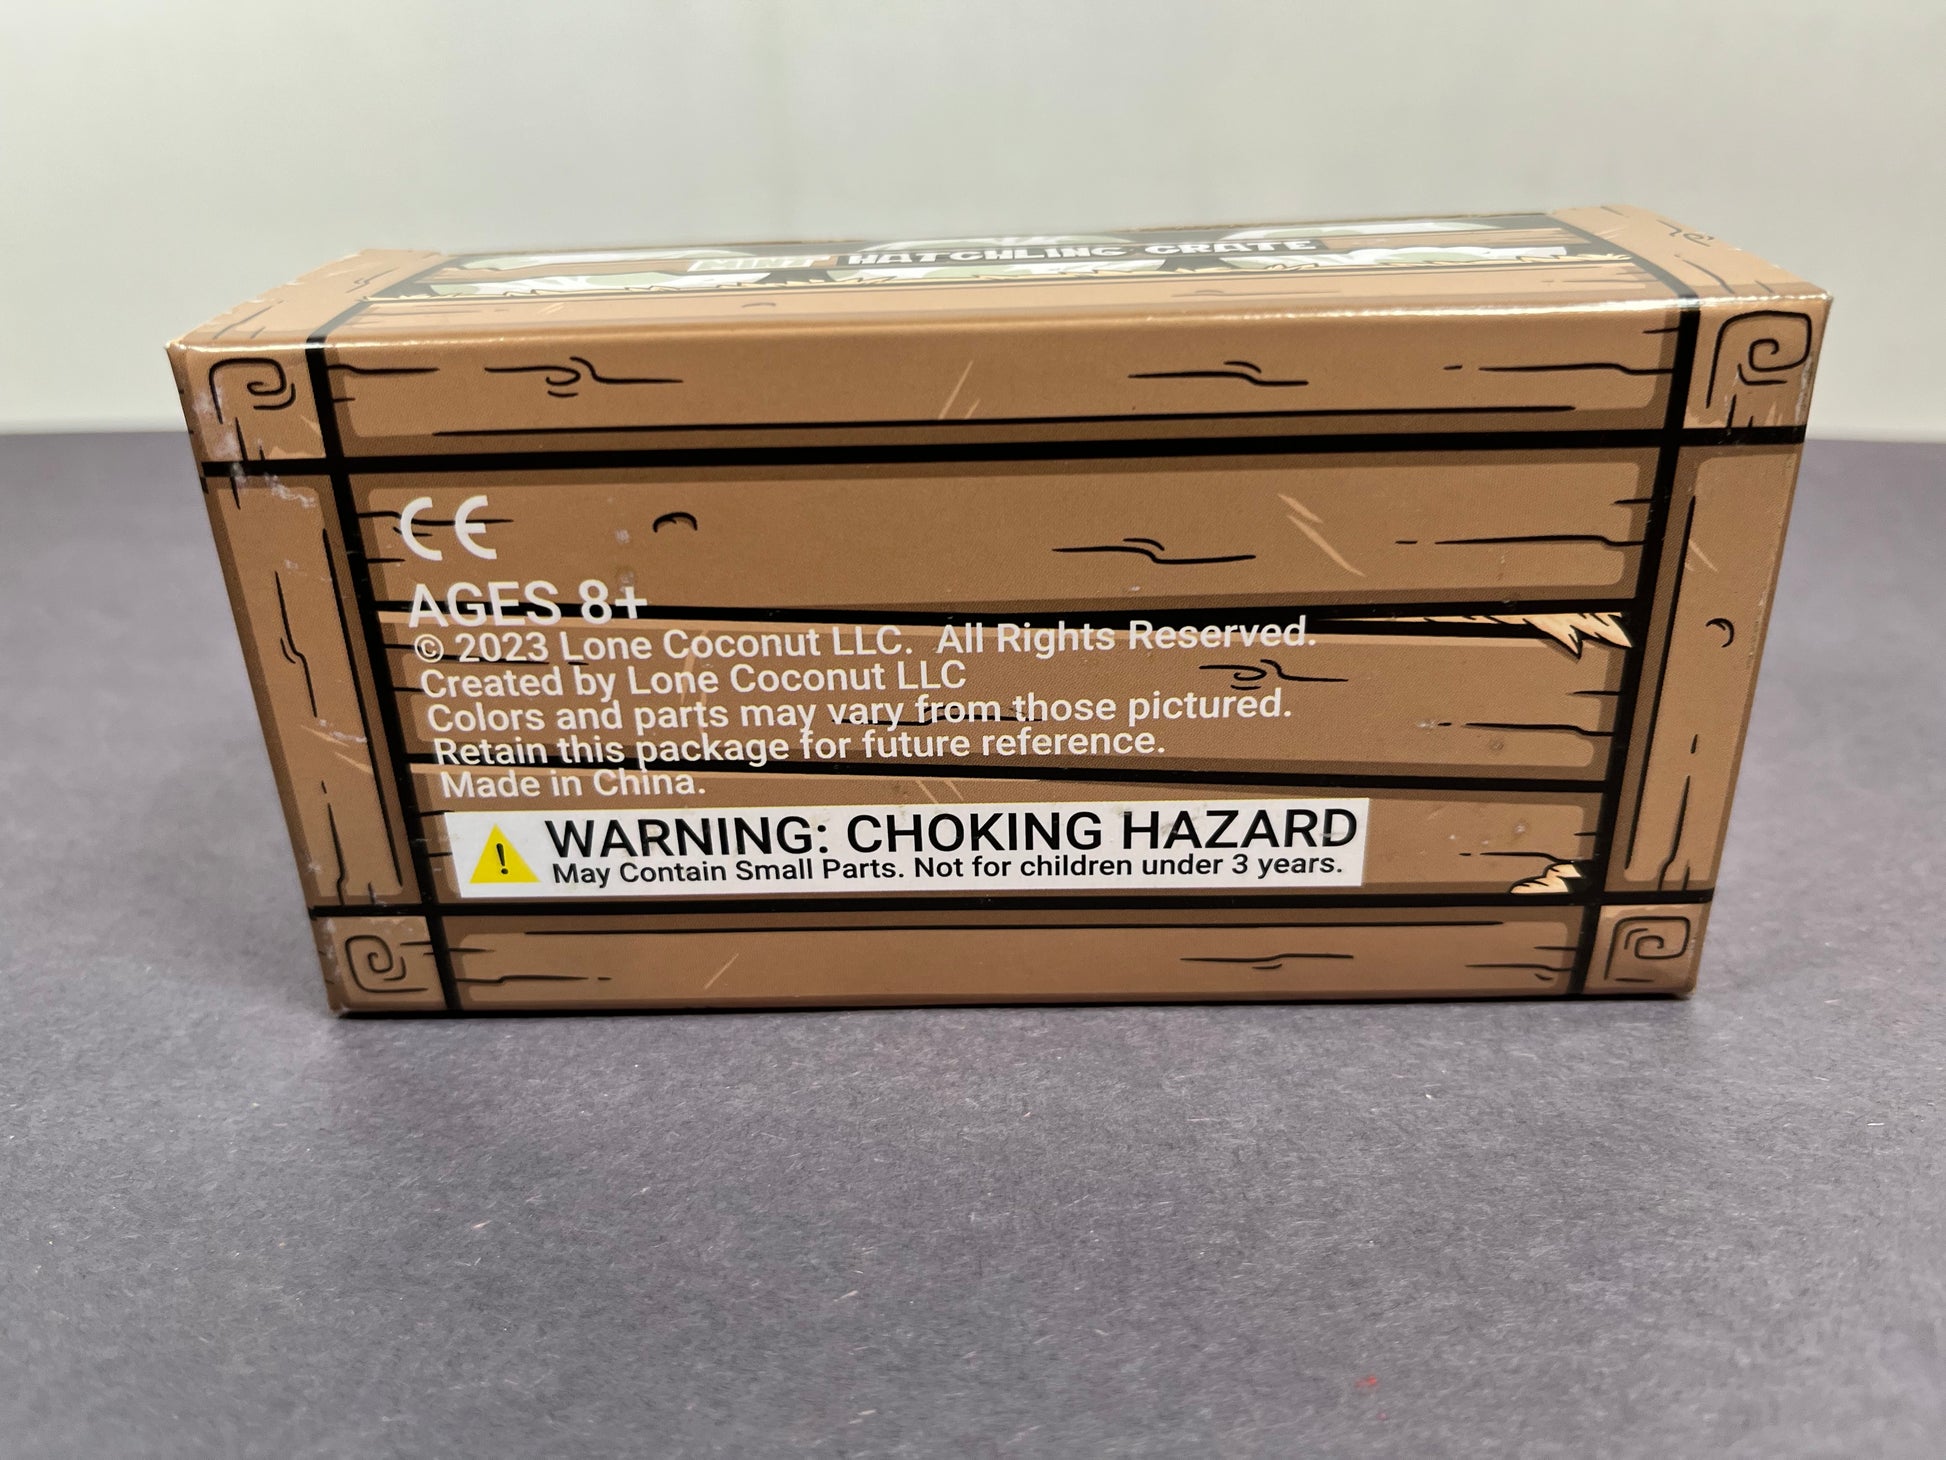 MINT HATCHLING CRATE
CE
AGES 8+
© 2023 Lone Coconut LLC. All Rights Reserved.
Created by Lone Coconut LLC
Colors and parts may vary from those pictured.
Retain this package for future reference.
Made in China.
WARNING: CHOKING HAZARD
May Contain Small Parts. Not for children under 3 years.